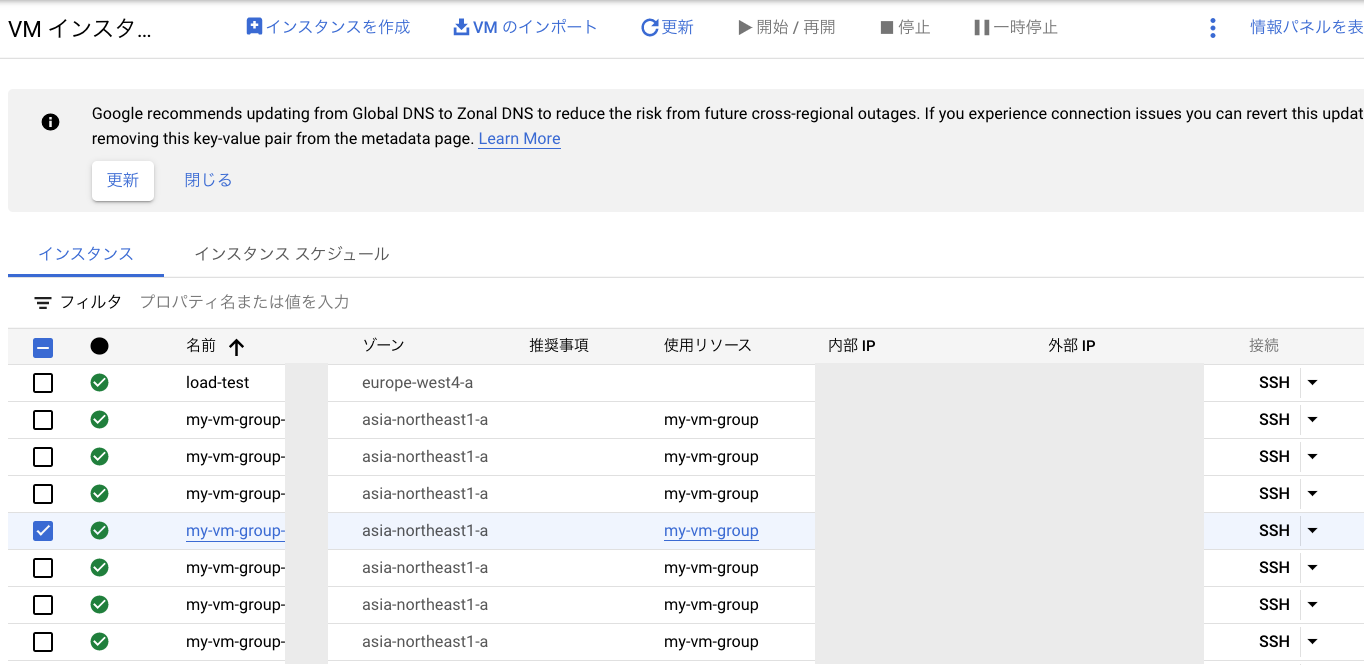 VM インスタ... インスタンスを作成 VM のインポート 更新 開始 / 再開 停止 一時停止 情報パネルを表
Google recommends updating from Global DNS to Zonal DNS to reduce the risk from future cross-regional outages. If you experience connection issues you can revert this updat
removing this key-value pair from the metadata page. Learn More
更新 閉じる
インスタンス インスタンス スケジュール
フィルタ プロパティ名または値を入力
名前 ゾーン 推奨事項 使用リソース 内部 IP 外部 IP 接続
load-test europe-west4-a SSH
my-vm-group- asia-northeast1-a my-vm-group SSH
my-vm-group- asia-northeast1-a my-vm-group SSH
my-vm-group- asia-northeast1-a my-vm-group SSH
my-vm-group- asia-northeast1-a my-vm-group SSH
my-vm-group- asia-northeast1-a my-vm-group SSH
my-vm-group- asia-northeast1-a my-vm-group SSH
my-vm-group- asia-northeast1-a my-vm-group SSH